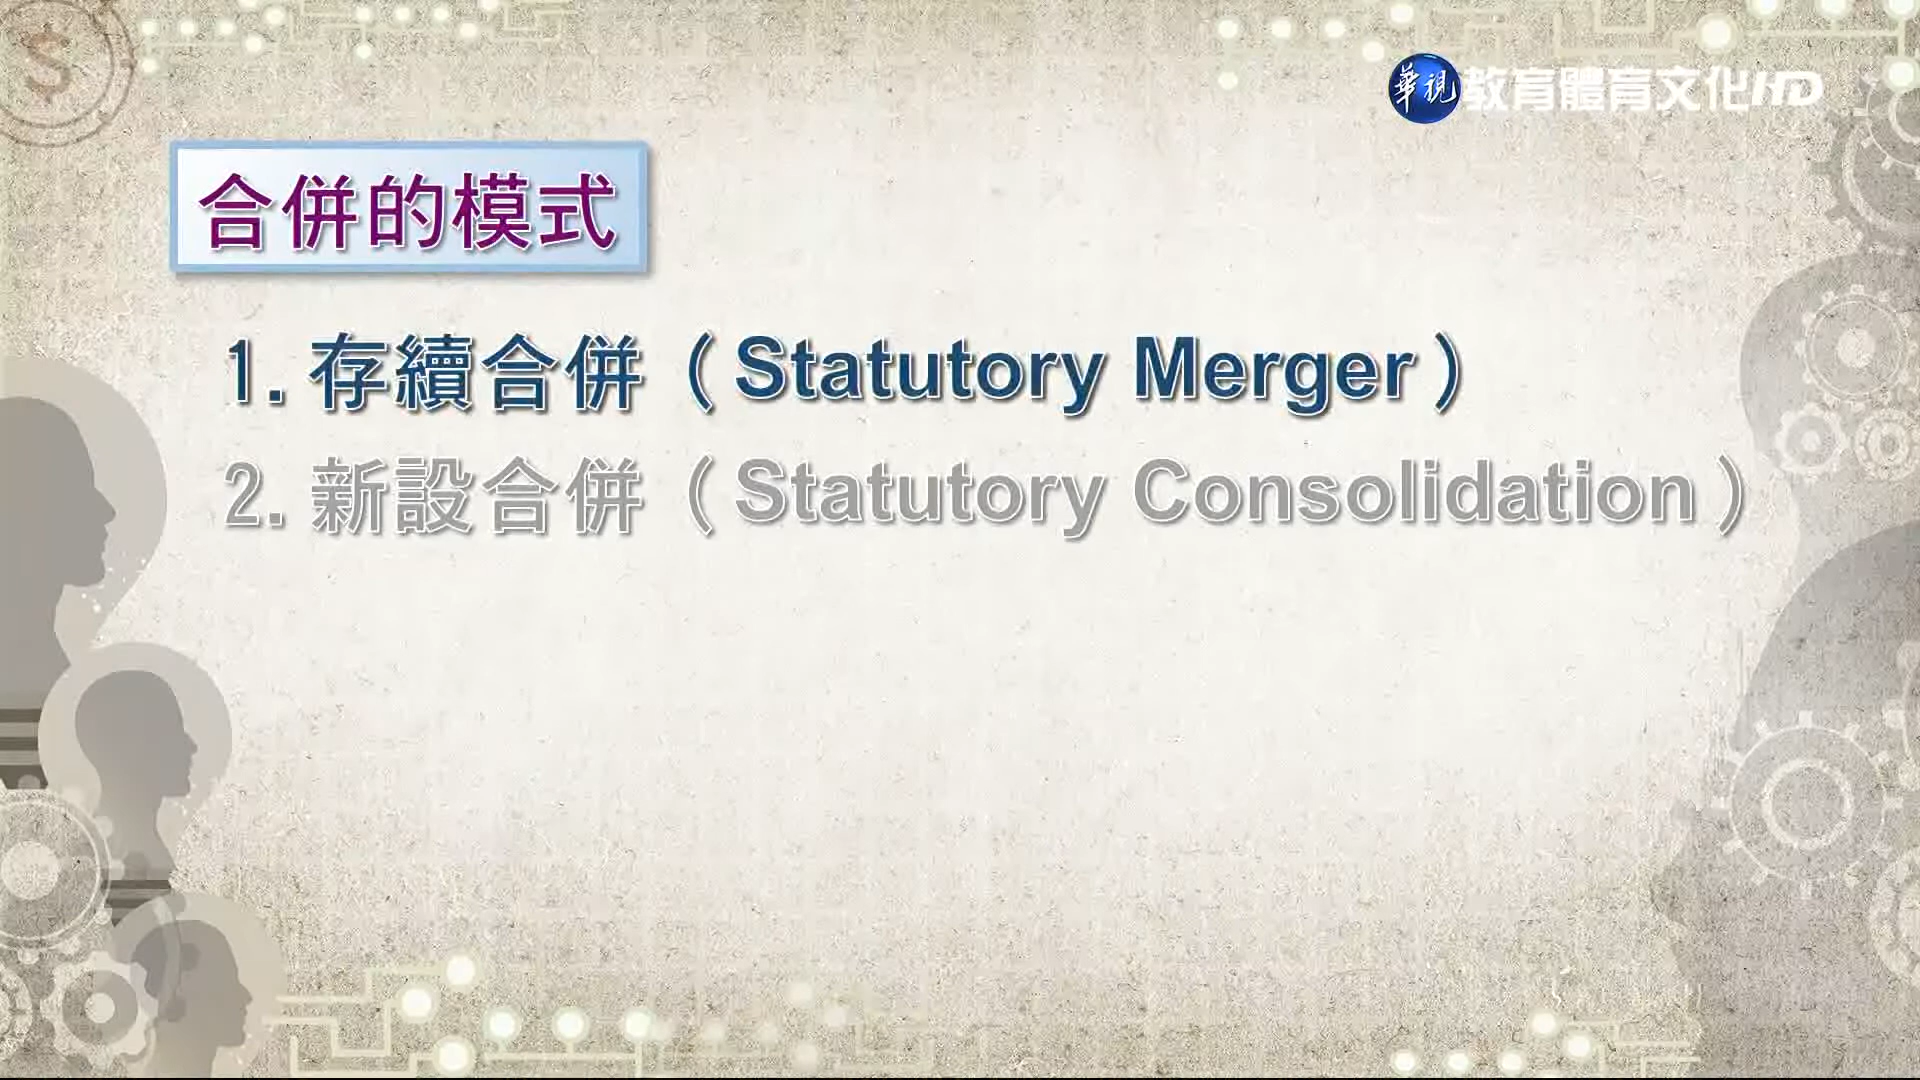 華視 教育體育文化HD
合併的模式
1. 存續合併（Statutory Merger）
2. 新設合併（Statutory Consolidation）